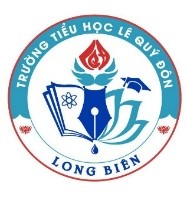 TRƯỜNG TIỂU HỌC LÊ QUÝ ĐÔN
LONG BIÊN